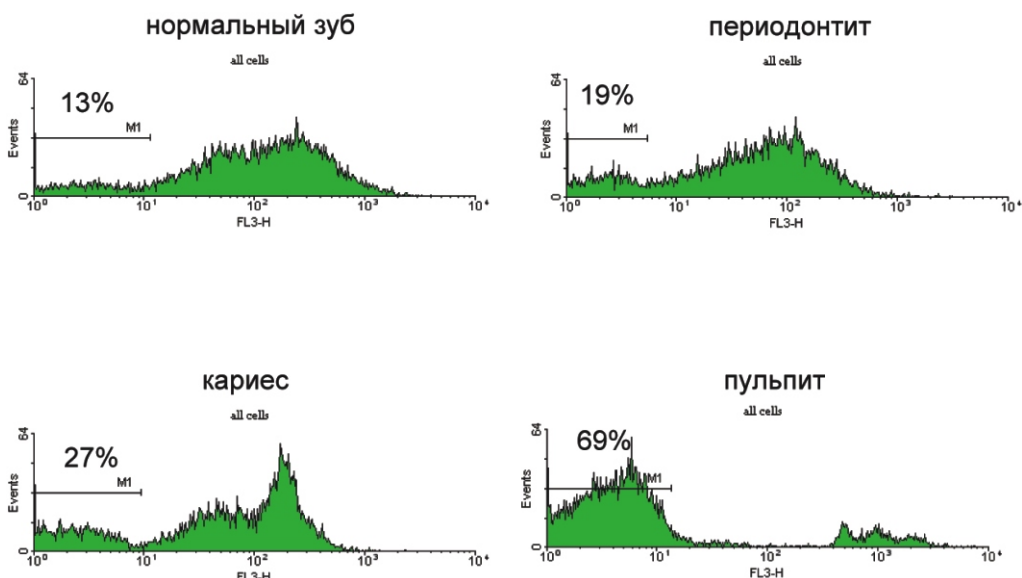 нормальный зуб
all cells
64
13%
M1
Events
0
10⁰ 10¹ 10² 10³ 10⁴
FL3-H
периодонтит
all cells
64
19%
M1
Events
0
10⁰ 10¹ 10² 10³ 10⁴
FL3-H
кариес
all cells
64
27%
M1
Events
0
10⁰ 10¹ 10² 10³ 10⁴
FL3-H
пульпит
all cells
64
69%
M1
Events
0
10⁰ 10¹ 10² 10³ 10⁴
FL3-H